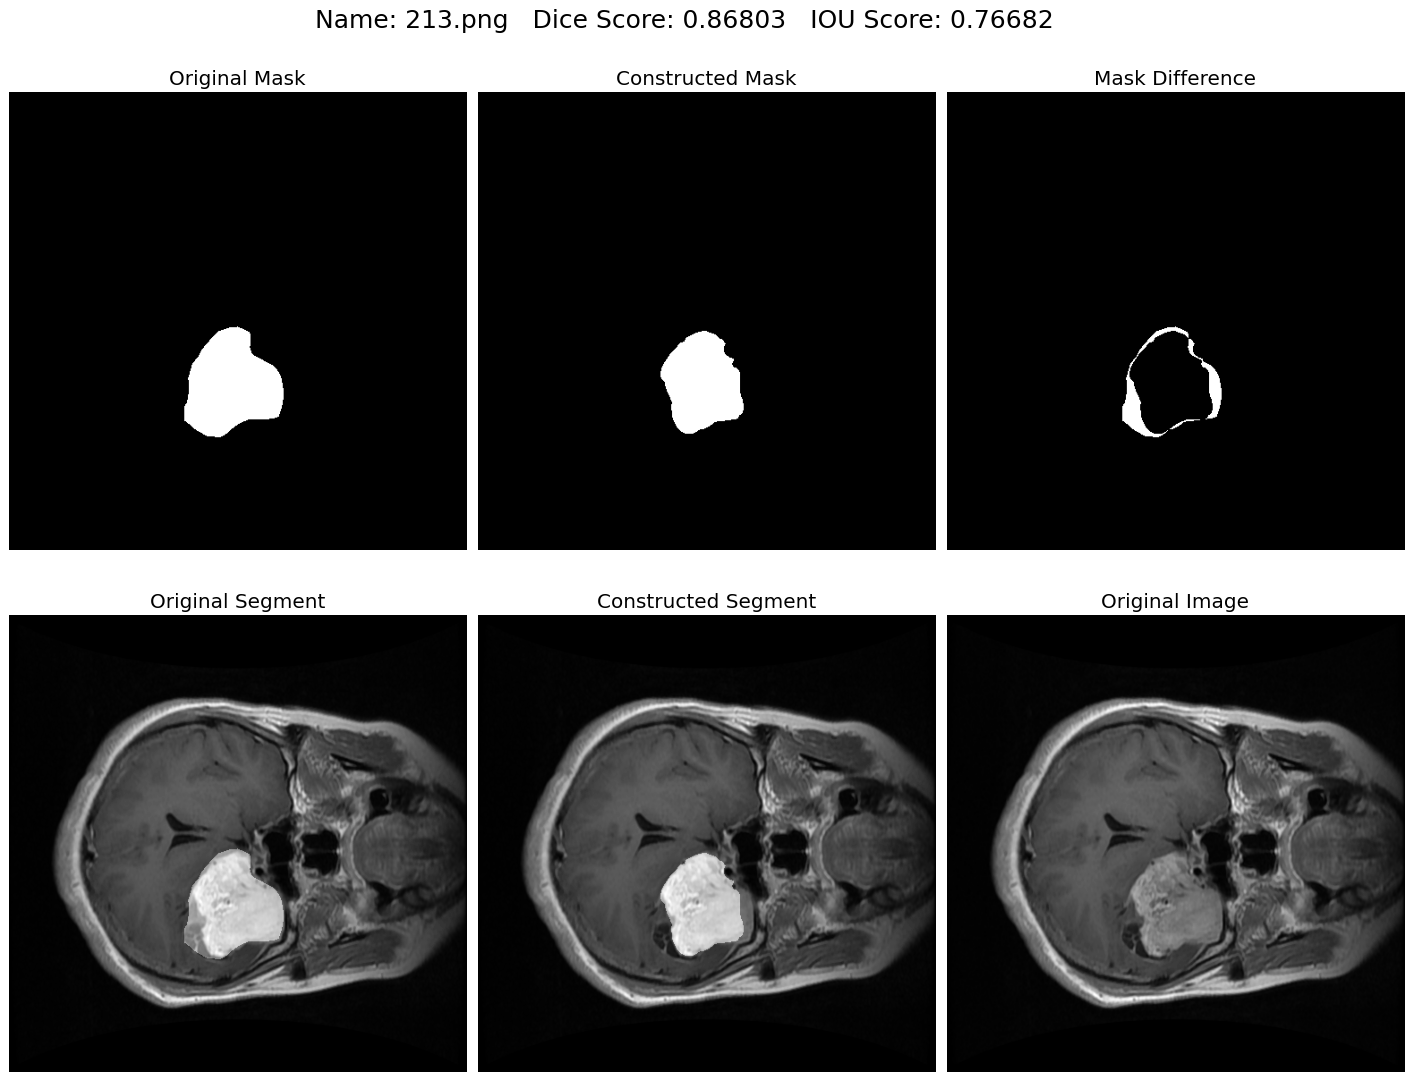 Name: 213.png   Dice Score: 0.86803   IOU Score: 0.76682
Original Mask
Constructed Mask
Mask Difference
Original Segment
Constructed Segment
Original Image